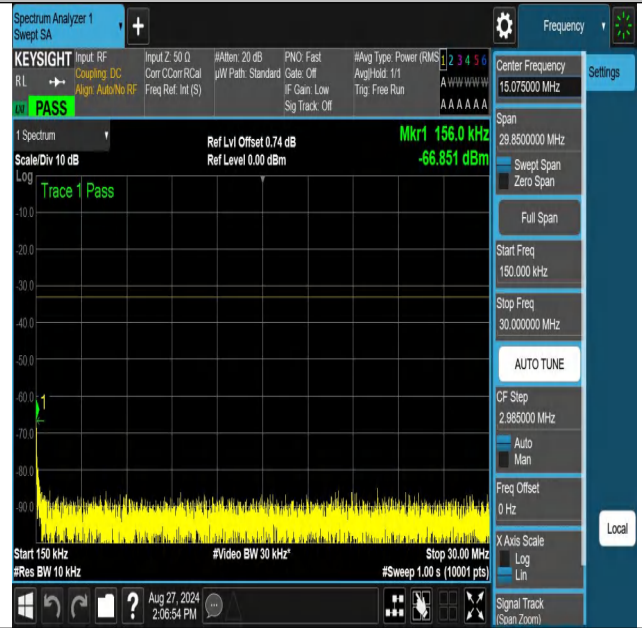 Spectrum Analyzer 1
Swept SA
Frequency
KEYSIGHT
RL
LXI
PASS
Input: RF
Coupling: DC
Align: Auto/No RF
Input Z: 50 Ω
Corr CCorr RCal
Freq Ref: Int (S)
#Atten: 20 dB
µW Path: Standard
PNO: Fast
Gate: Off
IF Gain: Low
Sig Track: Off
#Avg Type: Power (RMS
Avg|Hold: 1/1
Trig: Free Run
1 2 3 4 5 6
A W W W W W
A A A A A A
1 Spectrum
Scale/Div 10 dB
Ref Lvl Offset 0.74 dB
Ref Level 0.00 dBm
Mkr1 156.0 kHz
-66.851 dBm
Log
Trace 1 Pass
-10.0
-20.0
-30.0
-40.0
-50.0
-60.0
-70.0
-80.0
-90.0
1
Start 150 kHz
#Res BW 10 kHz
#Video BW 30 kHz*
Stop 30.00 MHz
#Sweep 1.00 s (10001 pts)
Aug 27, 2024
2:06:54 PM
?
Center Frequency
15.075000 MHz
Settings
Span
29.8500000 MHz
Swept Span
Zero Span
Full Span
Start Freq
150.000 kHz
Stop Freq
30.000000 MHz
AUTO TUNE
CF Step
2.985000 MHz
Auto
Man
Freq Offset
0 Hz
X Axis Scale
Log
Lin
Local
Signal Track
(Span Zoom)